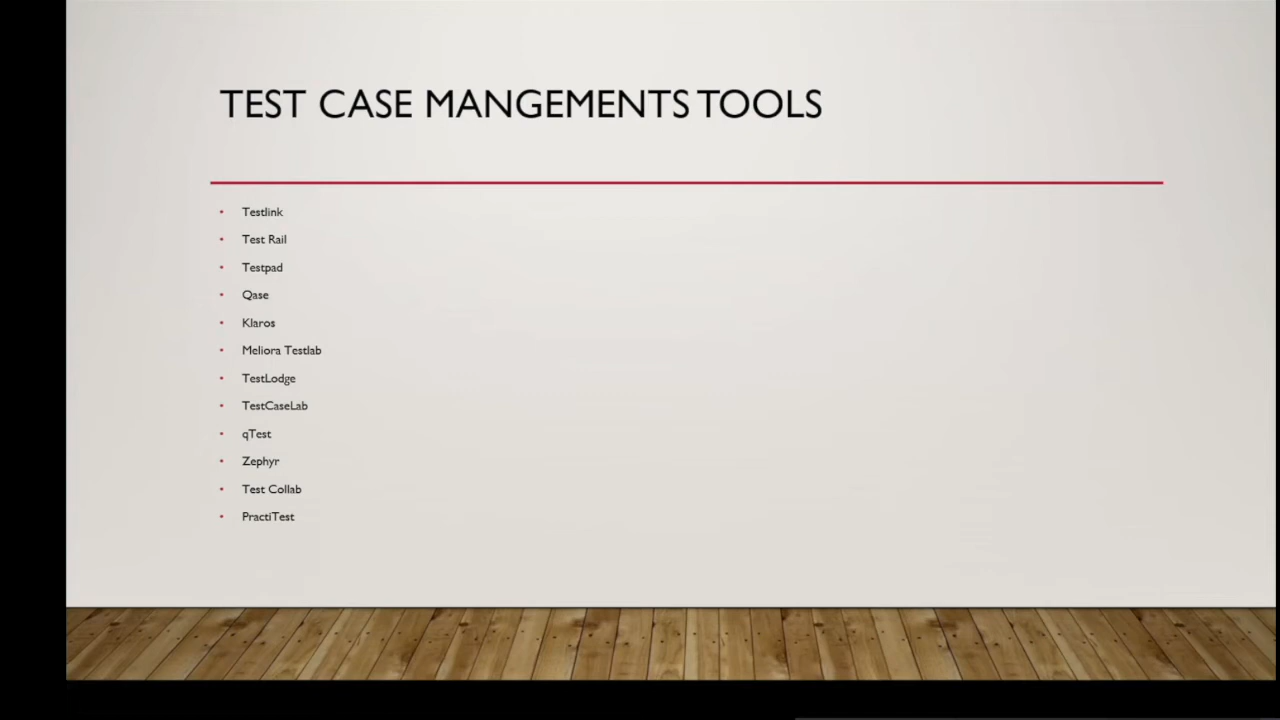 TEST CASE MANGEMENTS TOOLS
• Testlink
• Test Rail
• Testpad
• Qase
• Klaros
• Meliora Testlab
• TestLodge
• TestCaseLab
• qTest
• Zephyr
• Test Collab
• PractiTest